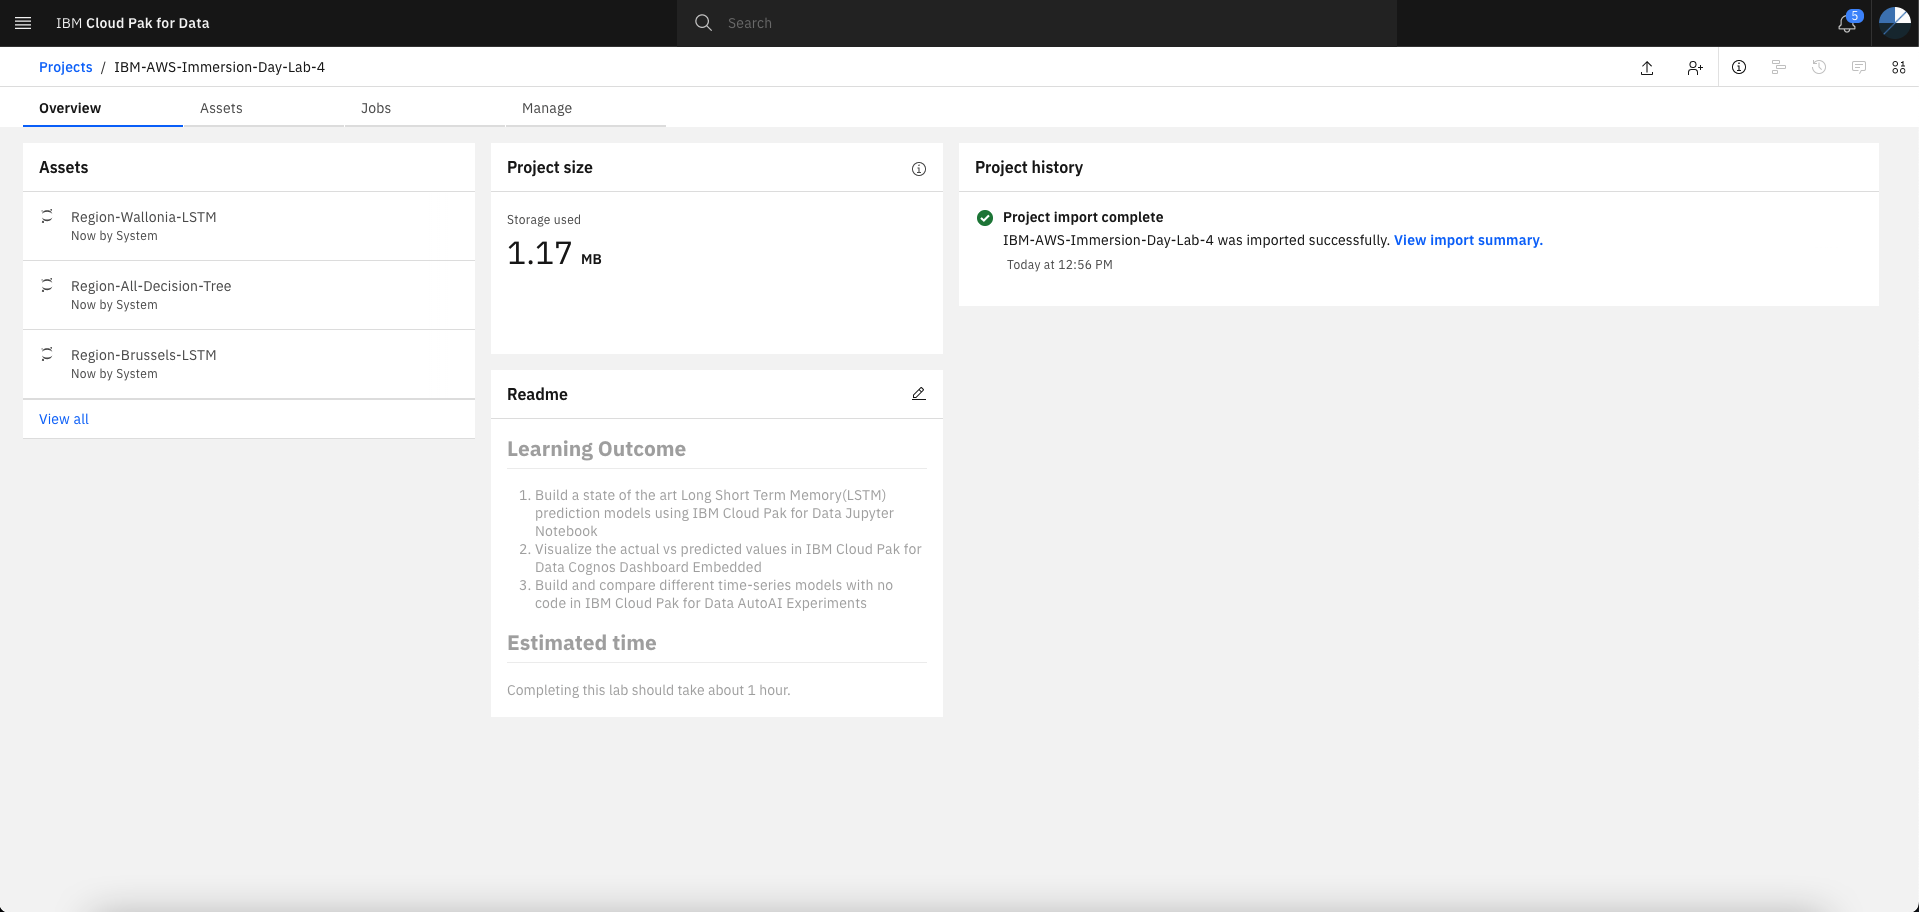 IBM Cloud Pak for Data
Search
5
Projects / IBM-AWS-Immersion-Day-Lab-4
Overview
Assets
Jobs
Manage
Assets
Region-Wallonia-LSTM
Now by System
Region-All-Decision-Tree
Now by System
Region-Brussels-LSTM
Now by System
View all
Project size
Storage used
1.17 MB
Readme
Learning Outcome
1. Build a state of the art Long Short Term Memory(LSTM)
prediction models using IBM Cloud Pak for Data Jupyter
Notebook
2. Visualize the actual vs predicted values in IBM Cloud Pak for
Data Cognos Dashboard Embedded
3. Build and compare different time-series models with no
code in IBM Cloud Pak for Data AutoAI Experiments
Estimated time
Completing this lab should take about 1 hour.
Project history
Project import complete
IBM-AWS-Immersion-Day-Lab-4 was imported successfully. View import summary.
Today at 12:56 PM